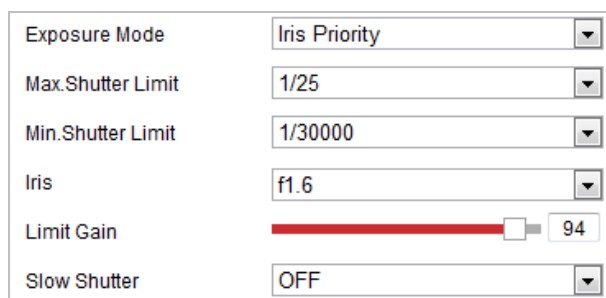 Exposure Mode Iris Priority
Max.Shutter Limit 1/25
Min.Shutter Limit 1/30000
Iris f1.6
Limit Gain 94
Slow Shutter OFF